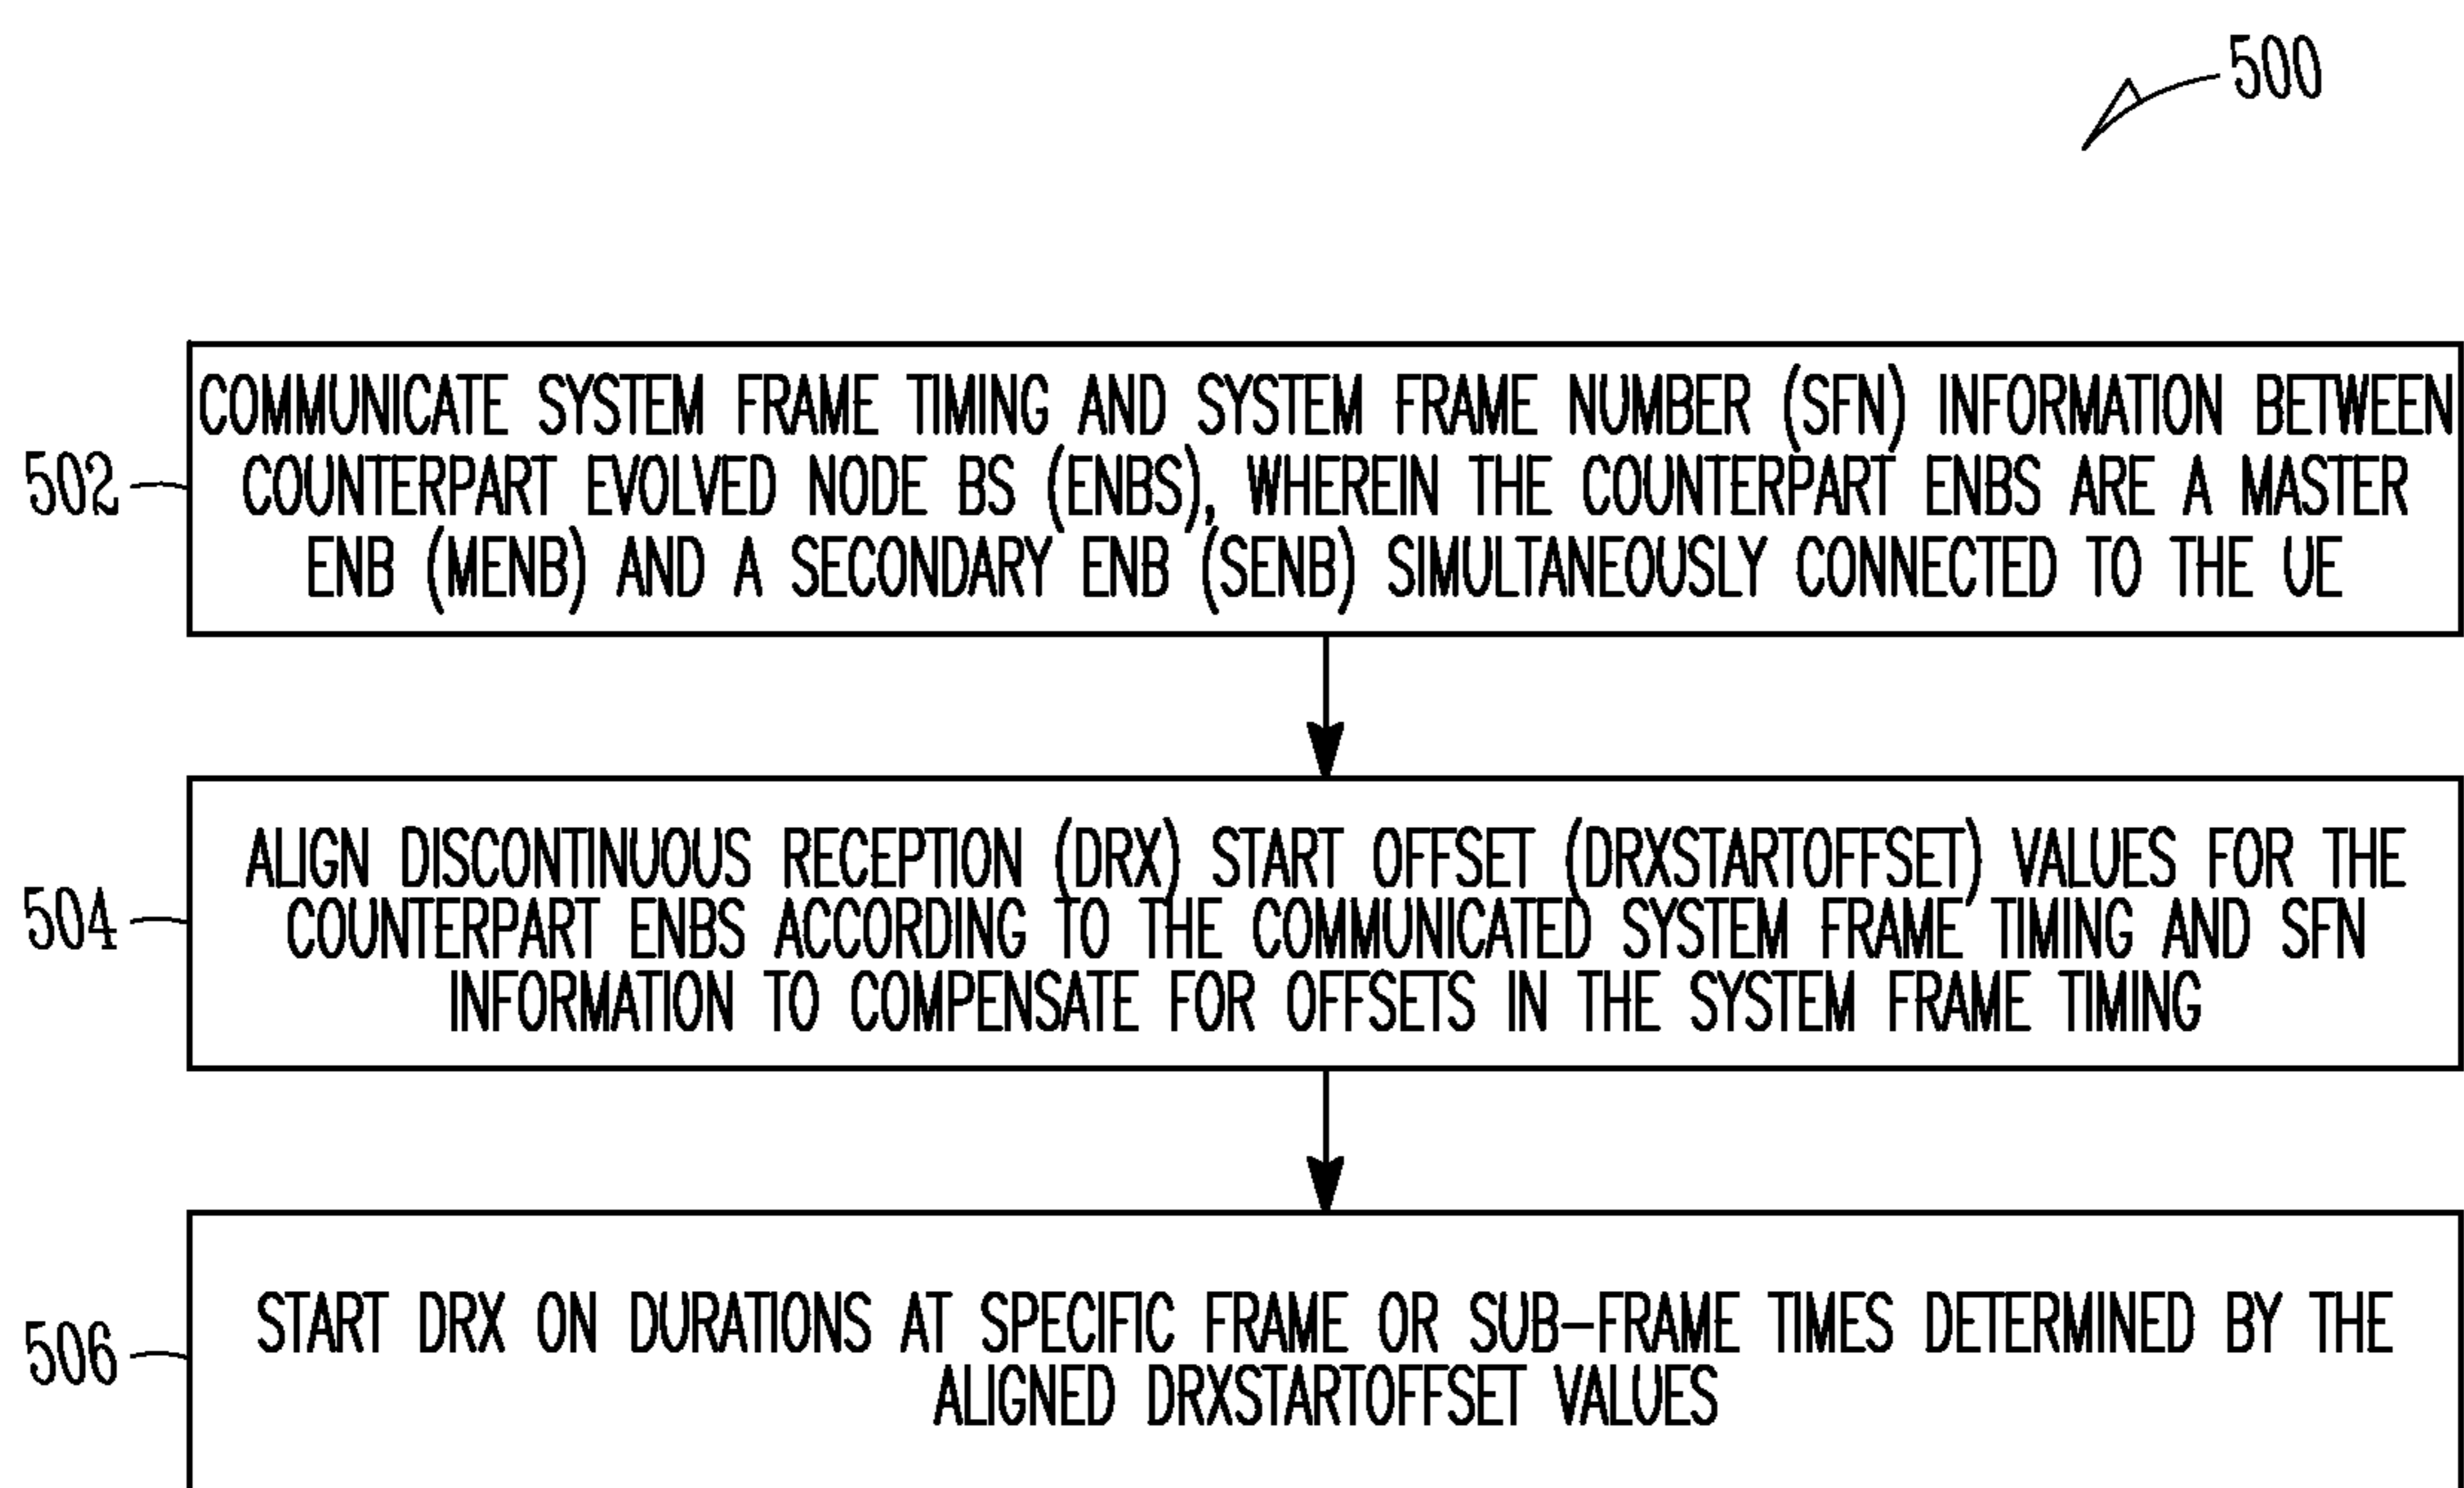 500
COMMUNICATE SYSTEM FRAME TIMING AND SYSTEM FRAME NUMBER (SFN) INFORMATION BETWEEN
COUNTERPART EVOLVED NODE BS (ENBS), WHEREIN THE COUNTERPART ENBS ARE A MASTER
ENB (MENB) AND A SECONDARY ENB (SENB) SIMULTANEOUSLY CONNECTED TO THE UE
502
ALIGN DISCONTINUOUS RECEPTION (DRX) START OFFSET (DRXSTARTOFFSET) VALUES FOR THE
COUNTERPART ENBS ACCORDING TO THE COMMUNICATED SYSTEM FRAME TIMING AND SFN
INFORMATION TO COMPENSATE FOR OFFSETS IN THE SYSTEM FRAME TIMING
504
START DRX ON DURATIONS AT SPECIFIC FRAME OR SUB-FRAME TIMES DETERMINED BY THE
ALIGNED DRXSTARTOFFSET VALUES
506